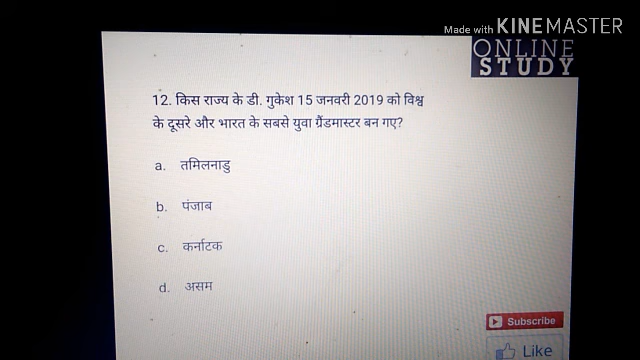 Made with KINEMASTER
ONLINE
STUDY
12. किस राज्य के डी. गुकेश 15 जनवरी 2019 को विश्व
के दूसरे और भारत के सबसे युवा ग्रैंडमास्टर बन गए?
a. तमिलनाडु
b. पंजाब
c. कर्नाटक
d. असम
Subscribe
Like